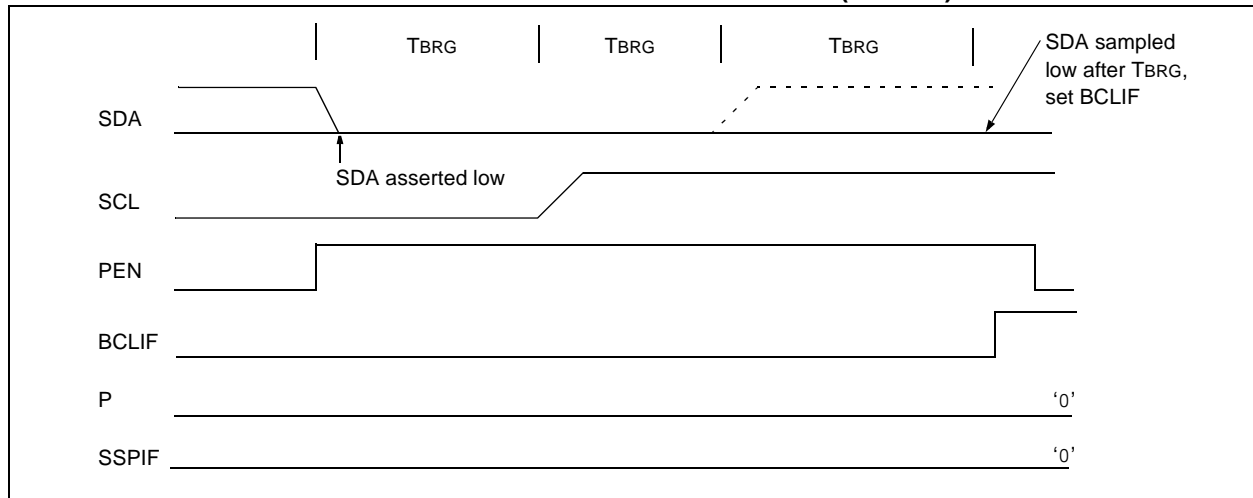 TBRG TBRG TBRG
SDA sampled
low after TBRG,
set BCLIF
SDA
SDA asserted low
SCL
PEN
BCLIF
P
'0'
SSPIF
'0'